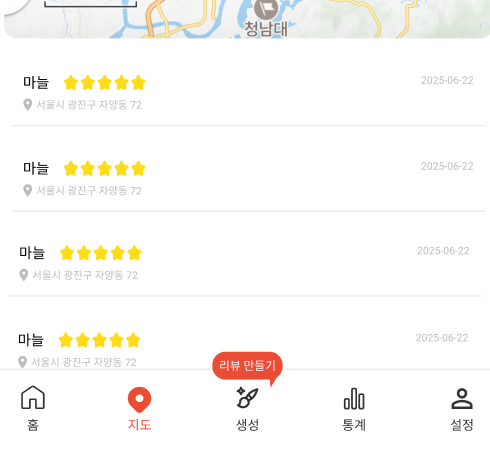 청남대
마늘 2025-06-22
서울시 광진구 자양동 72
마늘 2025-06-22
서울시 광진구 자양동 72
마늘 2025-06-22
서울시 광진구 자양동 72
마늘 2025-06-22
서울시 광진구 자양동 72
리뷰 만들기
홈 지도 생성 통계 설정